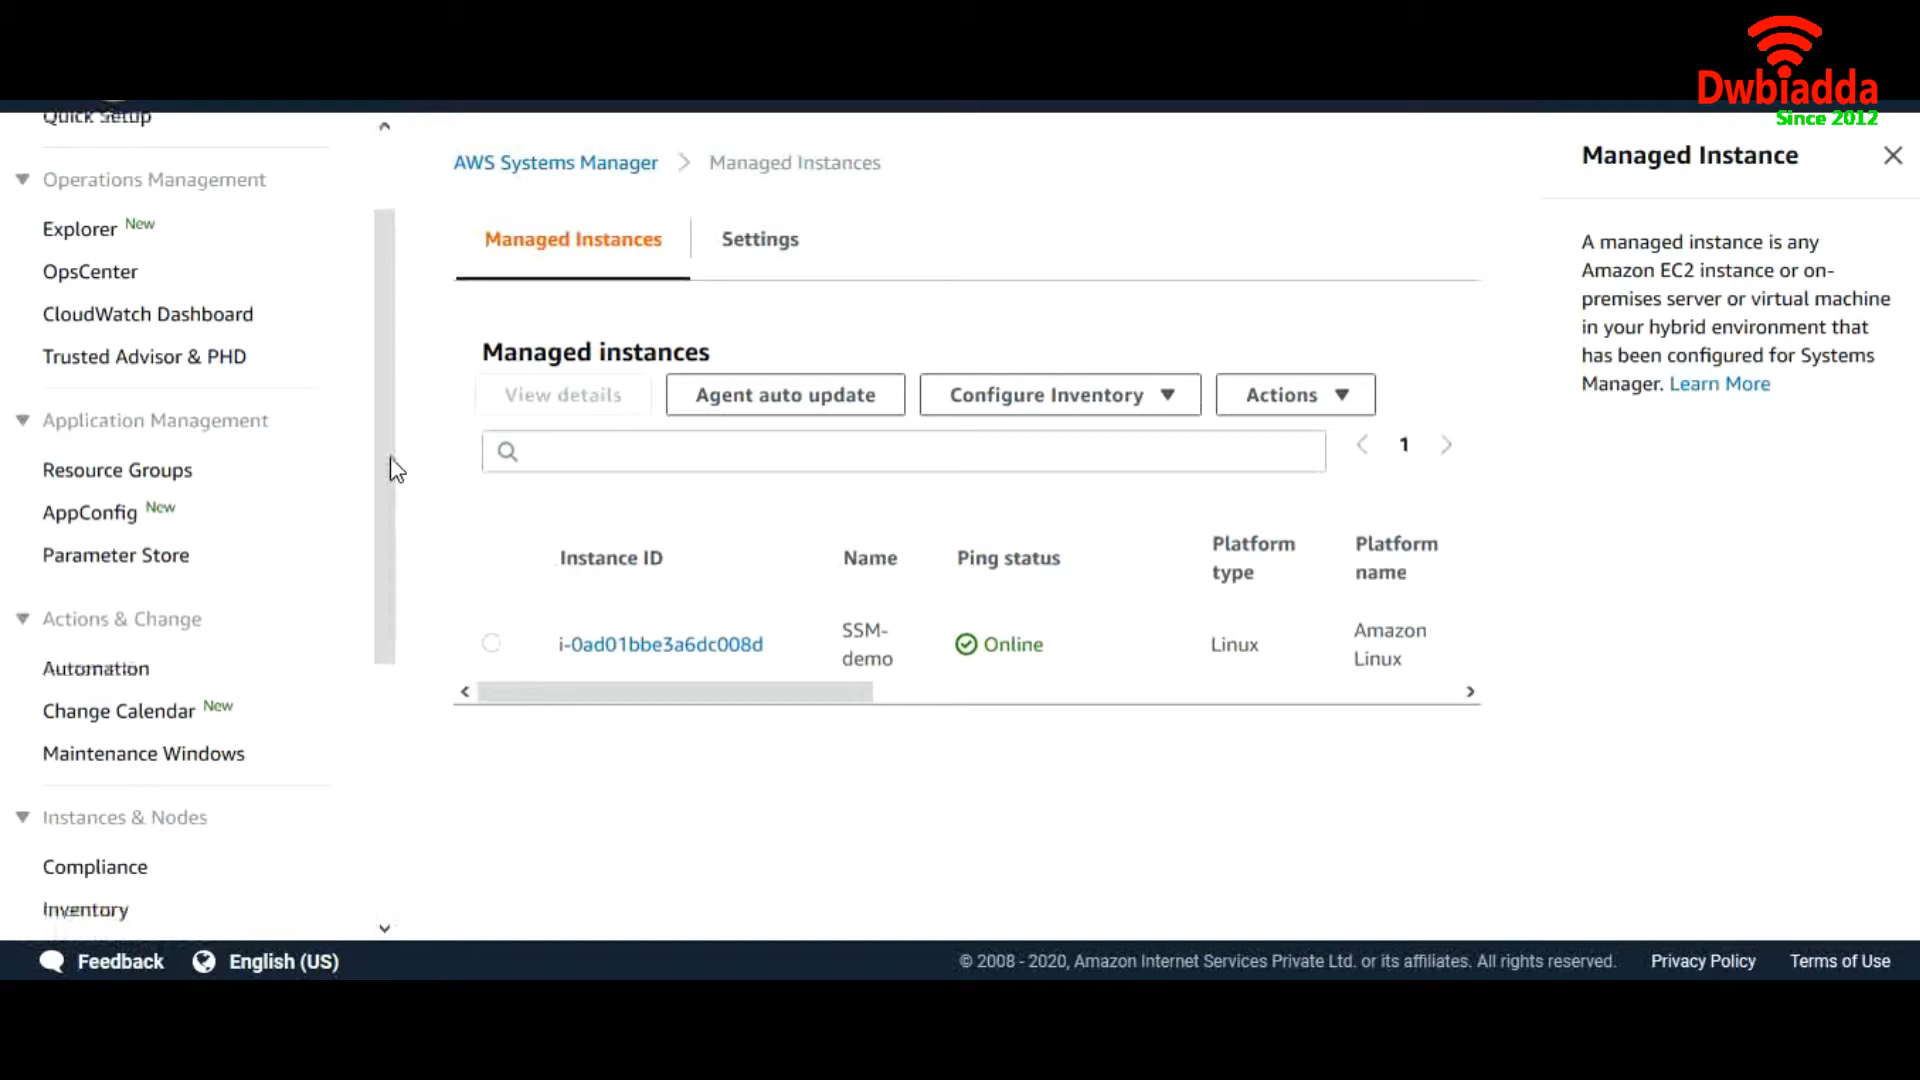 Dwbiadda
Since 2012
Quick Setup
Operations Management
Explorer New
OpsCenter
CloudWatch Dashboard
Trusted Advisor & PHD
Application Management
Resource Groups
AppConfig New
Parameter Store
Actions & Change
Automation
Change Calendar New
Maintenance Windows
Instances & Nodes
Compliance
Inventory
AWS Systems Manager > Managed Instances
Managed Instances
Settings
Managed instances
View details
Agent auto update
Configure Inventory
Actions
1
Instance ID
Name
Ping status
Platform
type
Platform
name
i-0ad01bbe3a6dc008d
SSM-
demo
Online
Linux
Amazon
Linux
Managed Instance
A managed instance is any
Amazon EC2 instance or on-
premises server or virtual machine
in your hybrid environment that
has been configured for Systems
Manager. Learn More
Feedback
English (US)
© 2008 - 2020, Amazon Internet Services Private Ltd. or its affiliates. All rights reserved.
Privacy Policy
Terms of Use